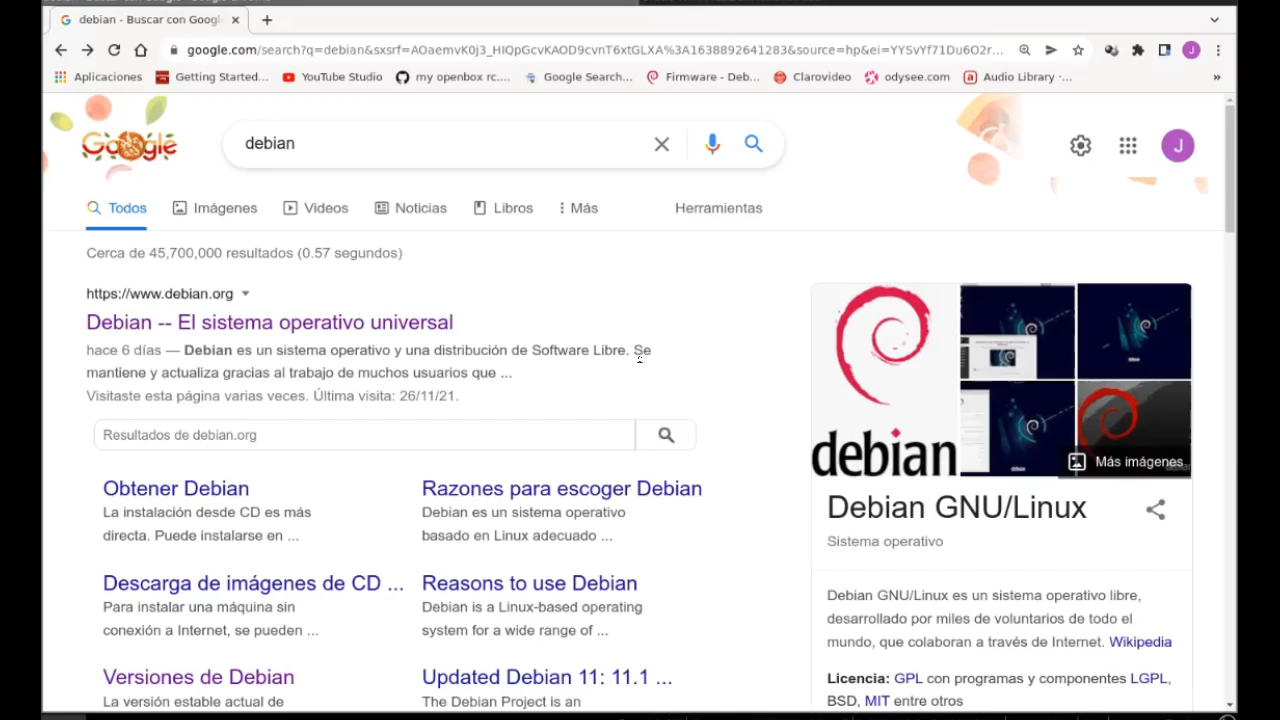 debian - Buscar con Googl
google.com/search?q=debian&sxsrf=AOaemvK0j3_HIQpGcvKAOD9cvnT6xtGLXA%3A1638892641283&source=hp&ei=YYSvYf71Du6O2r...
J
Aplicaciones
Getting Started...
YouTube Studio
my openbox rc....
Google Search...
Firmware - Deb...
Clarovideo
odysee.com
Audio Library -...
»
Google
debian
J
Todos
Imágenes
Videos
Noticias
Libros
Más
Herramientas
Cerca de 45,700,000 resultados (0.57 segundos)
https://www.debian.org
Debian -- El sistema operativo universal
hace 6 días — Debian es un sistema operativo y una distribución de Software Libre. Se
mantiene y actualiza gracias al trabajo de muchos usuarios que ...
Visitaste esta página varias veces. Última visita: 26/11/21.
Resultados de debian.org
Obtener Debian
La instalación desde CD es más
directa. Puede instalarse en ...
Razones para escoger Debian
Debian es un sistema operativo
basado en Linux adecuado ...
Descarga de imágenes de CD ...
Para instalar una máquina sin
conexión a Internet, se pueden ...
Reasons to use Debian
Debian is a Linux-based operating
system for a wide range of ...
Versiones de Debian
La versión estable actual de
Updated Debian 11: 11.1 ...
The Debian Project is an
debian
Más imágenes
Debian GNU/Linux
Sistema operativo
Debian GNU/Linux es un sistema operativo libre,
desarrollado por miles de voluntarios de todo el
mundo, que colaboran a través de Internet. Wikipedia
Licencia: GPL con programas y componentes LGPL,
BSD, MIT entre otros